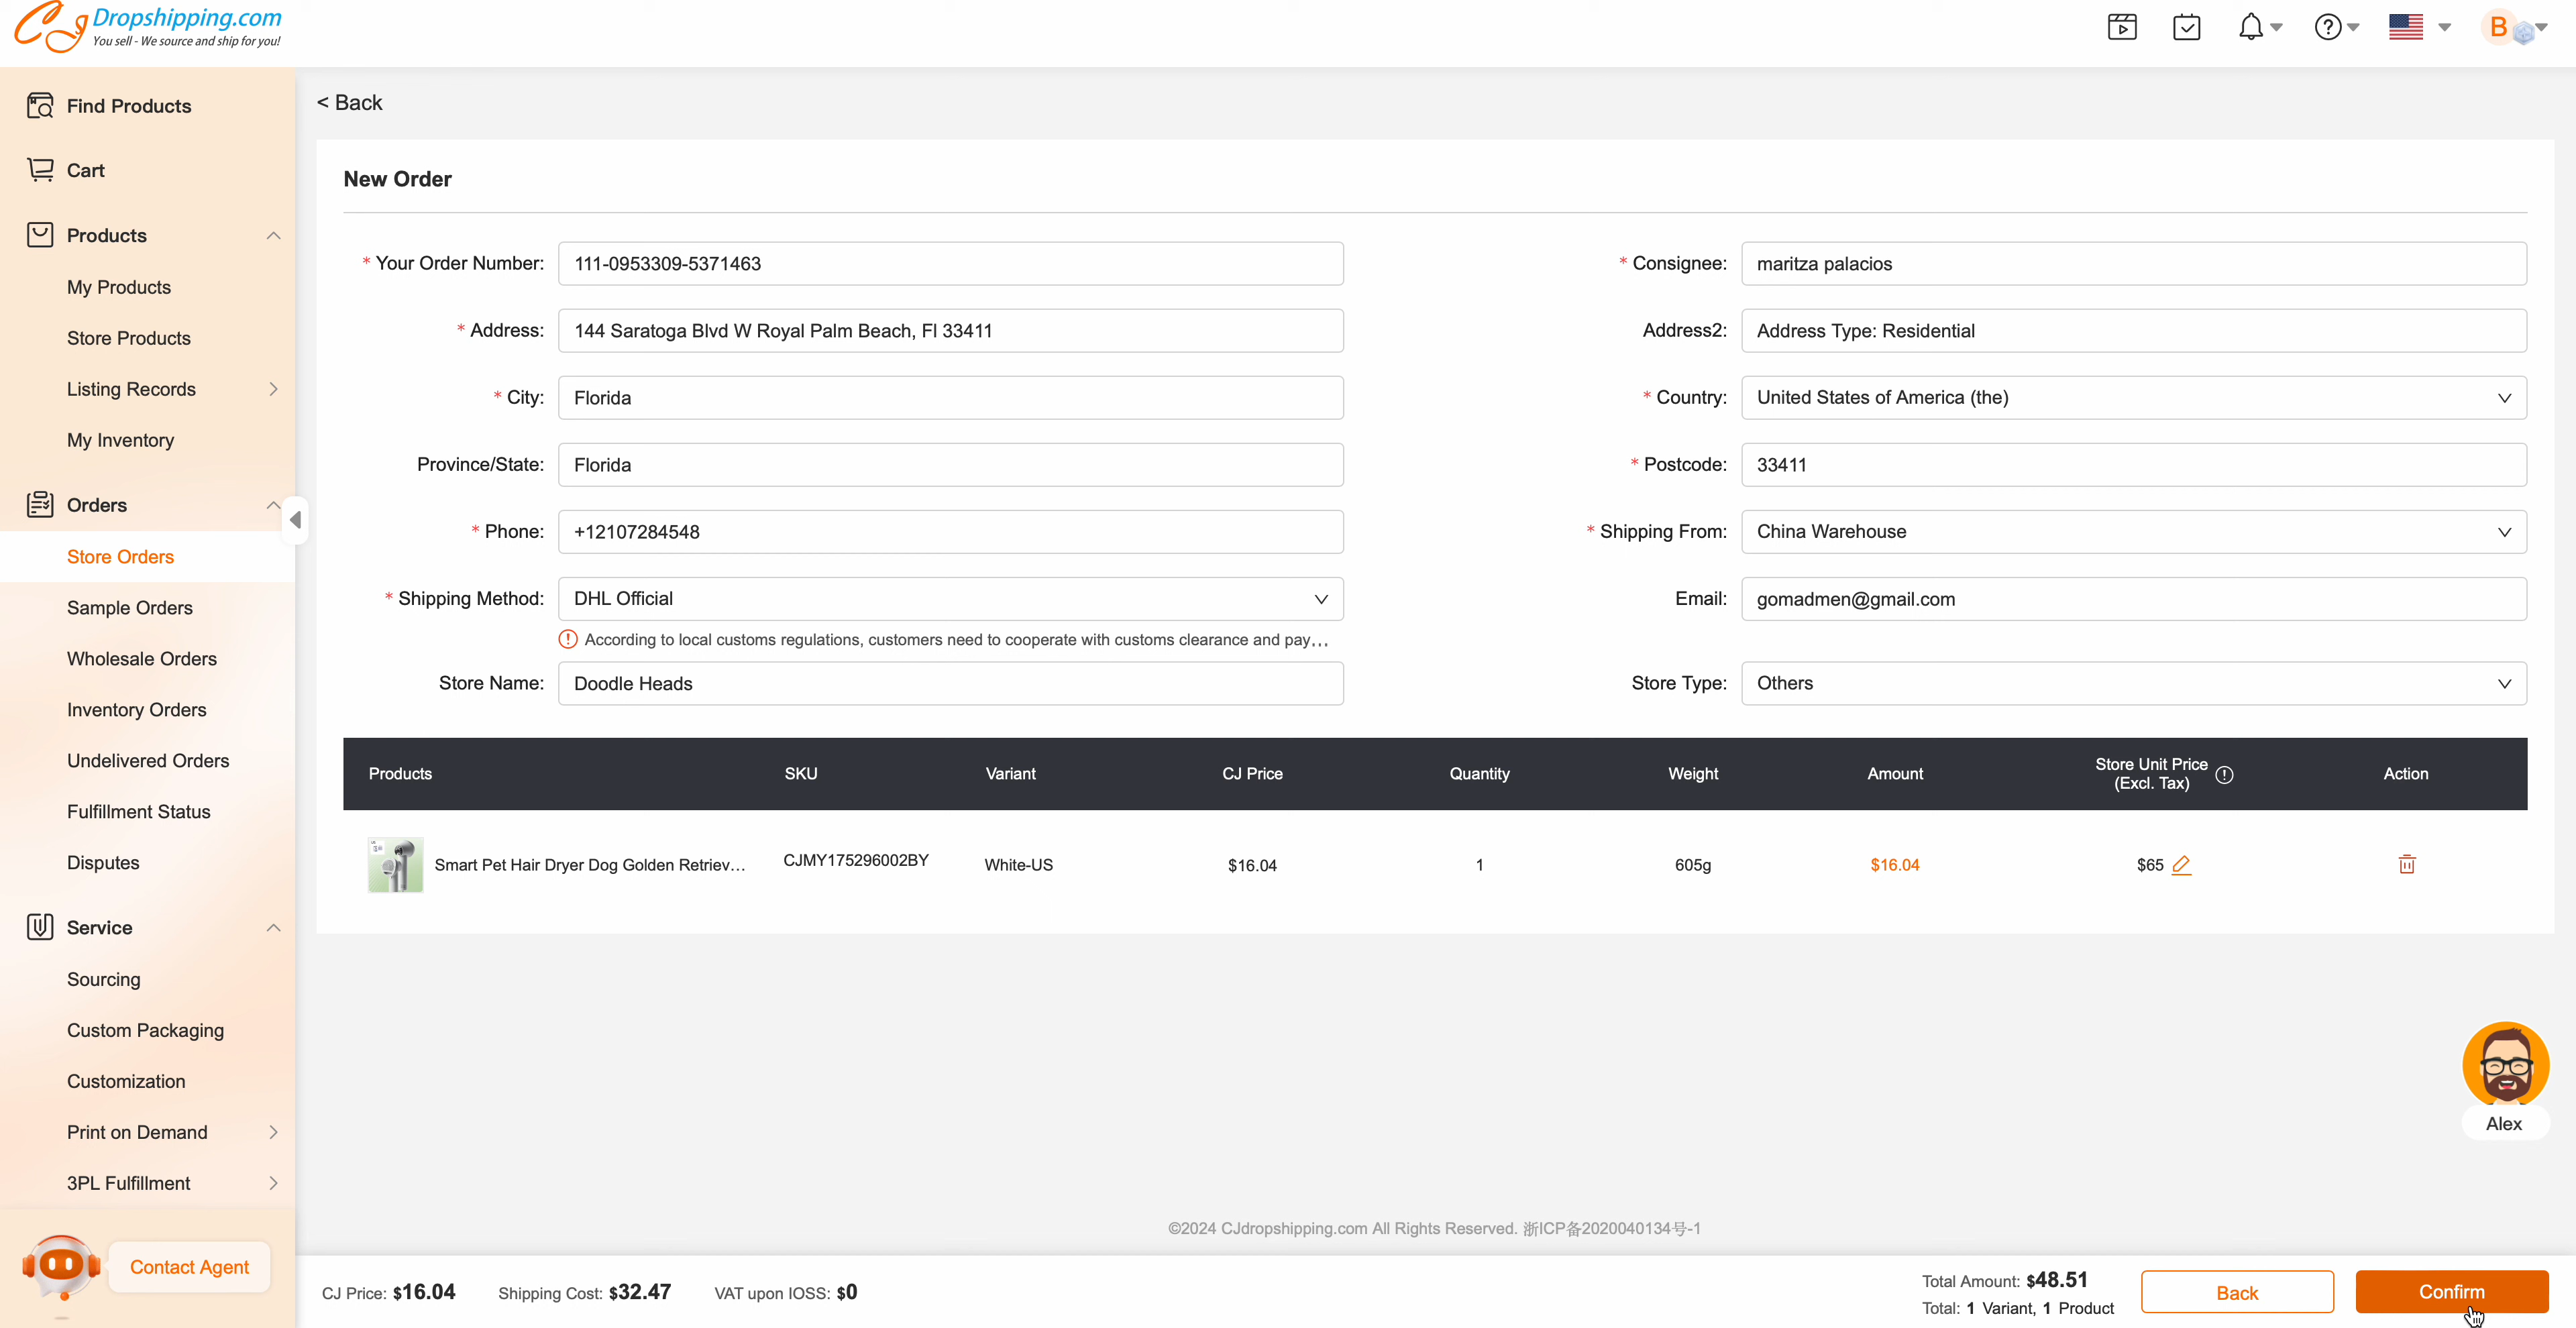 CJ Dropshipping.com
You sell - We source and ship for you!
B
Find Products
Cart
Products
My Products
Store Products
Listing Records
My Inventory
Orders
Store Orders
Sample Orders
Wholesale Orders
Inventory Orders
Undelivered Orders
Fulfillment Status
Disputes
Service
Sourcing
Custom Packaging
Customization
Print on Demand
3PL Fulfillment
Contact Agent
< Back
New Order
* Your Order Number: 111-0953309-5371463
* Consignee: maritza palacios
* Address: 144 Saratoga Blvd W Royal Palm Beach, Fl 33411
Address2: Address Type: Residential
* City: Florida
* Country: United States of America (the)
Province/State: Florida
* Postcode: 33411
* Phone: +12107284548
* Shipping From: China Warehouse
* Shipping Method: DHL Official
Email: gomadmen@gmail.com
According to local customs regulations, customers need to cooperate with customs clearance and pay...
Store Name: Doodle Heads
Store Type: Others
Products SKU Variant CJ Price Quantity Weight Amount Store Unit Price (Excl. Tax) Action
Smart Pet Hair Dryer Dog Golden Retriev... CJMY175296002BY White-US $16.04 1 605g $16.04 $65
Alex
©2024 CJdropshipping.com All Rights Reserved. 浙ICP备2020040134号-1
CJ Price: $16.04 Shipping Cost: $32.47 VAT upon IOSS: $0
Total Amount: $48.51
Total: 1 Variant, 1 Product
Back
Confirm